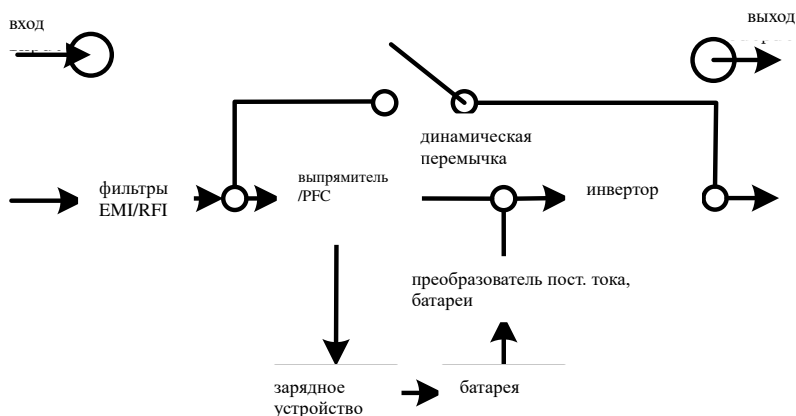 вход
выход
динамическая
перемычка
фильтры
EMI/RFI
выпрямитель
/PFC
инвертор
преобразователь пост. тока,
батареи
зарядное
устройство
батарея